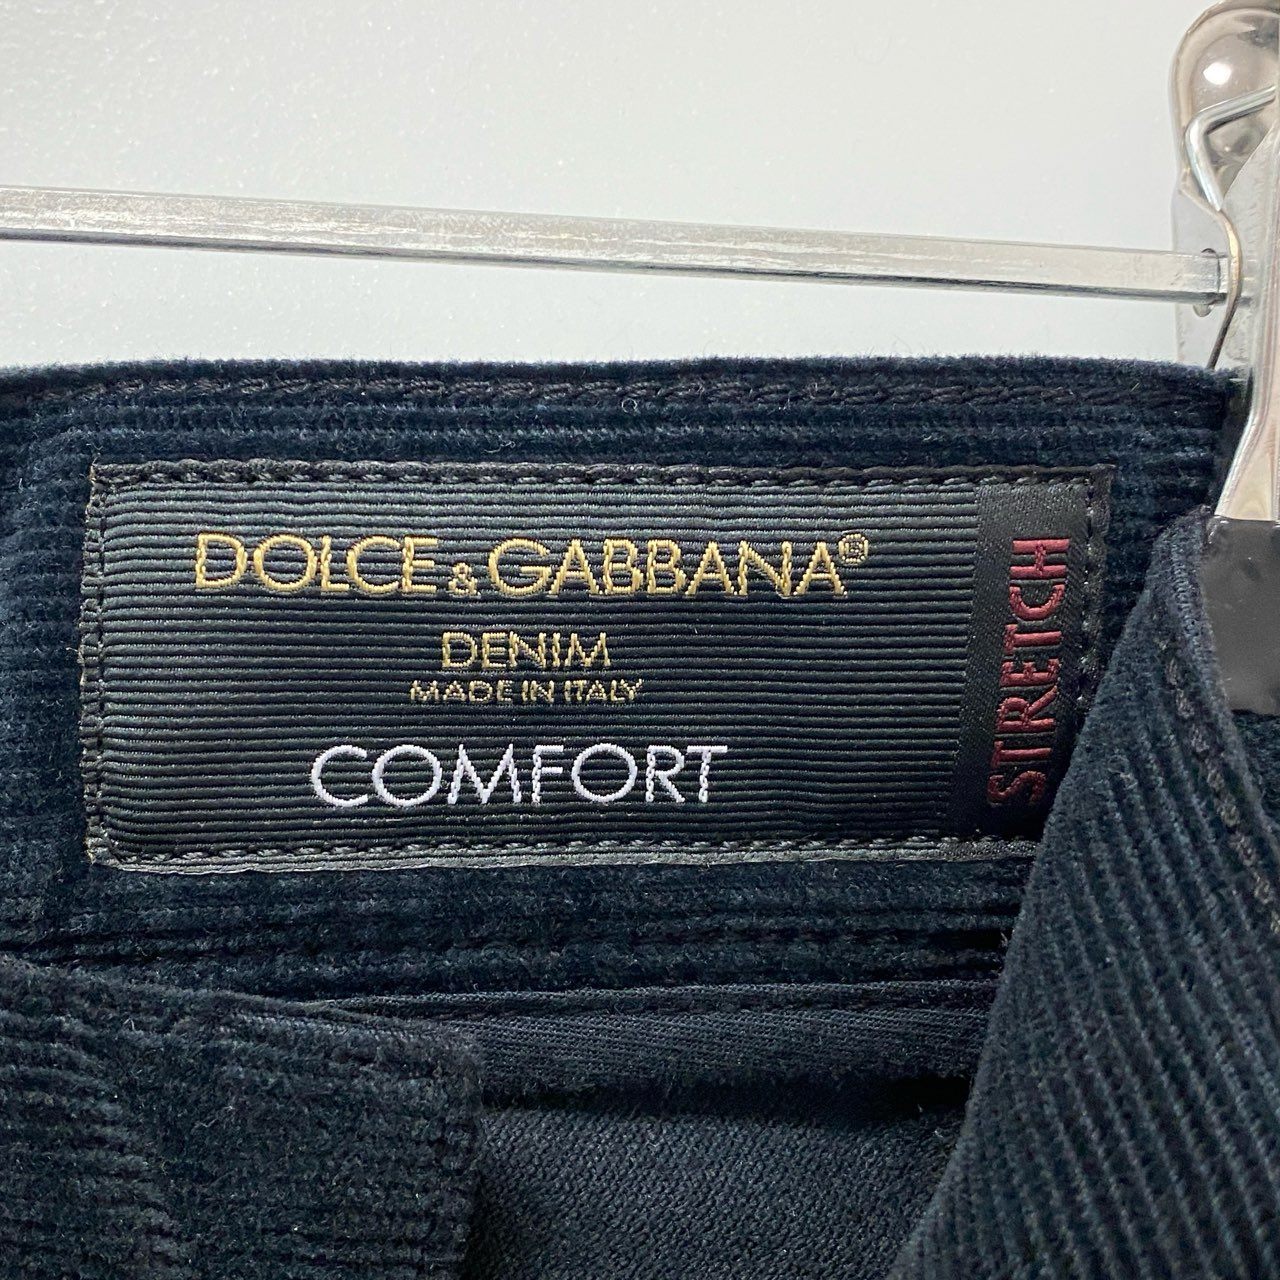 DOLCE & GABBANA®
DENIM
MADE IN ITALY
COMFORT
STRETCH